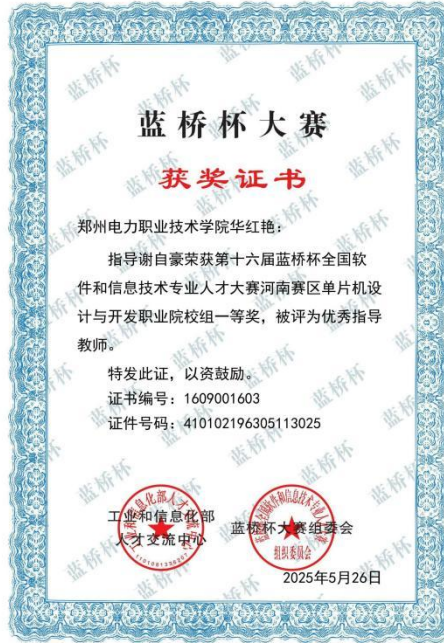 蓝桥杯大赛
获奖证书
郑州电力职业技术学院华红艳：
指导谢自豪荣获第十六届蓝桥杯全国软
件和信息技术专业人才大赛河南赛区单片机设
计与开发职业院校组一等奖，被评为优秀指导
教师。
特发此证，以资鼓励。
证书编号：1609001603
证件号码：410102196305113025
工业和信息化部
人才交流中心
蓝桥杯大赛组委会
组织委员会
2025年5月26日